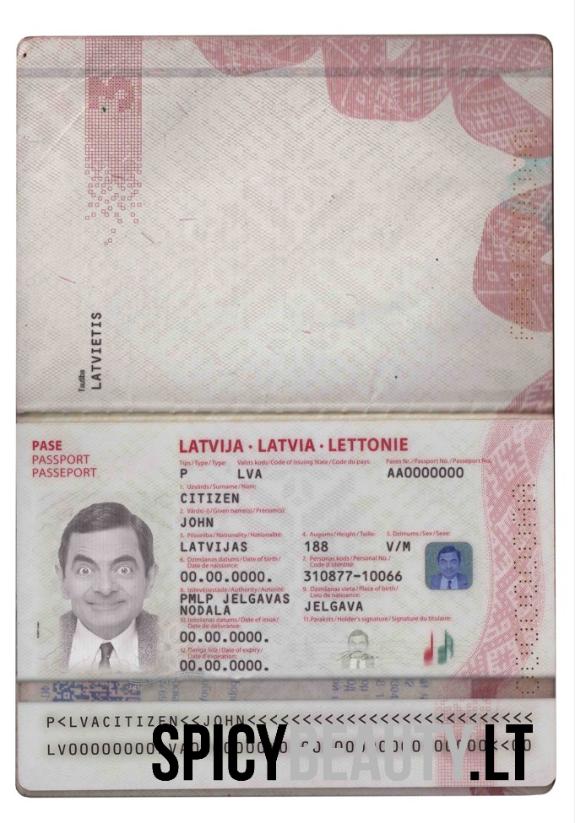 Tautība
LATVIETIS
PASE
PASSPORT
PASSEPORT
LATVIJA · LATVIA · LETTONIE
Tips/Type/Type: Valsts kods/Code of Issuing State/Code du pays: Pases Nr./Passport No./Passeport No.
P LVA AA0000000
1. Uzvārds/Surname/Nom:
CITIZEN
2. Vārds(-i)/Given name(s)/Prénom(s):
JOHN
3. Pilsonība/Nationality/Nationalité: 4. Augums/Height/Taille: 5. Dzimums/Sex/Sexe:
LATVIJAS 188 V/M
6. Dzimšanas datums/Date of birth/ 7. Personas kods/Personal No./
Date de naissance: Code d'identité:
00.00.0000. 310877-10066
8. Izdevējiestāde/Authority/Autorité: 9. Dzimšanas vieta/Place of birth/
PMLP JELGAVAS Lieu de naissance:
NODAĻA JELGAVA
10. Izdošanas datums/Date of issue/ 11. Paraksts/Holder's signature/Signature du titulaire:
Date de délivrance:
00.00.0000.
12. Derīga līdz/Date of expiry/
Date d'expiration:
00.00.0000.
P<LVACITIZEN<<JOHN<<<<<<<<<<<<<<<<<<<<<<<<<<
SPICYBEAUTY.LT